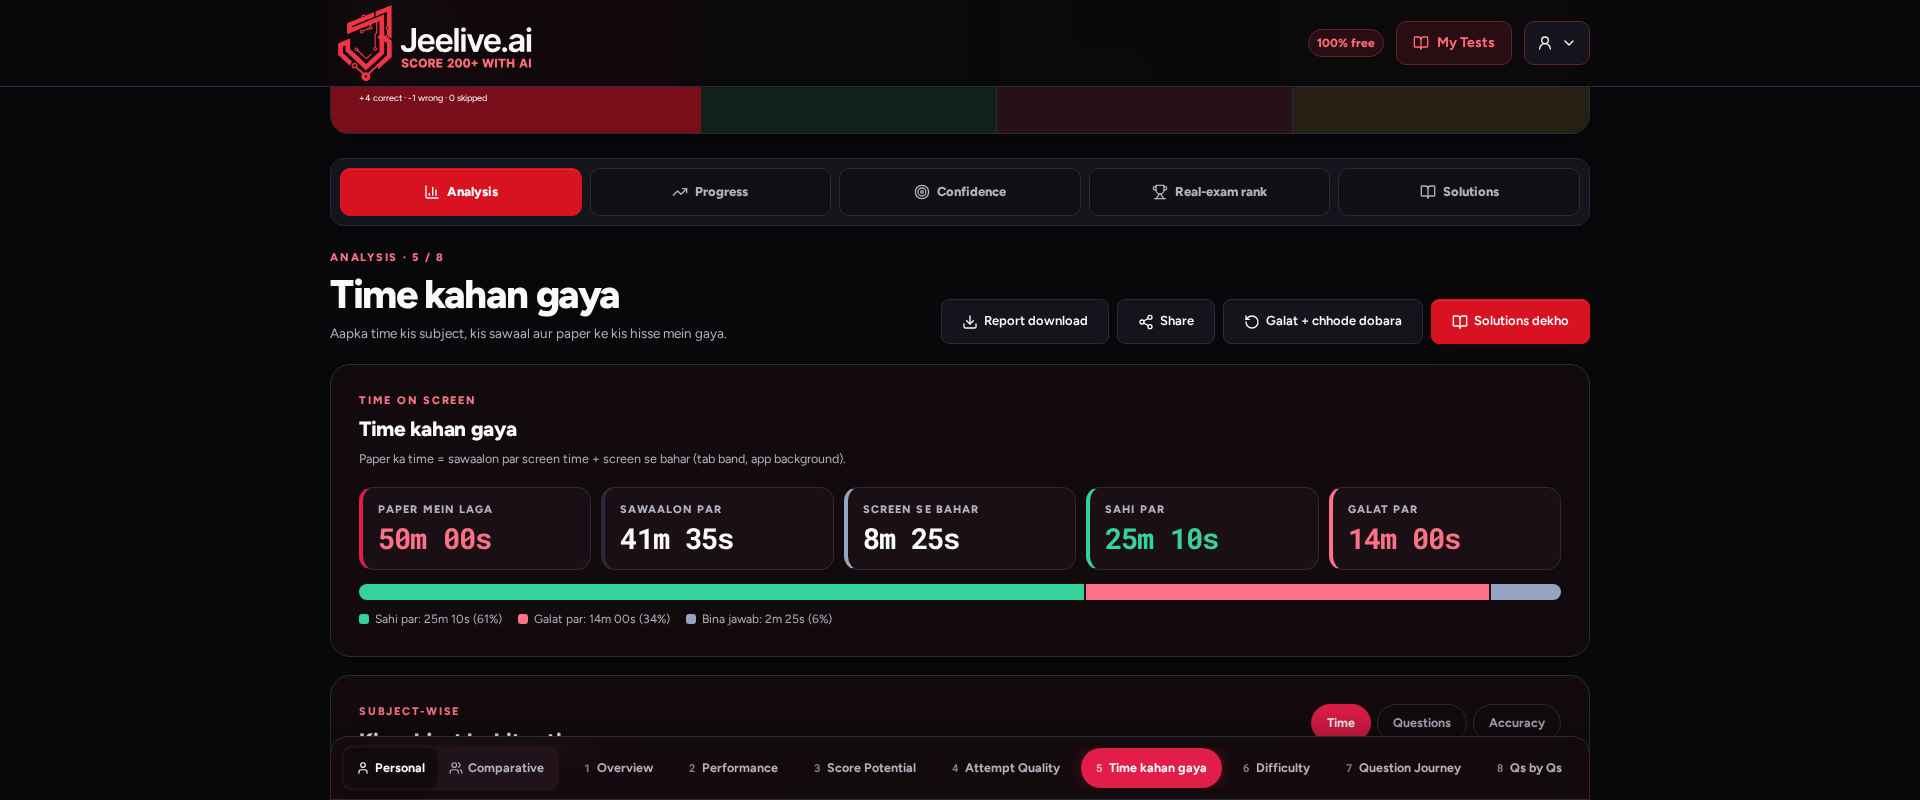 Jeelive.ai
SCORE 200+ WITH AI
100% free
My Tests
+4 correct · -1 wrong · 0 skipped
Analysis
Progress
Confidence
Real-exam rank
Solutions
ANALYSIS · 5 / 8
Time kahan gaya
Aapka time kis subject, kis sawaal aur paper ke kis hisse mein gaya.
Report download
Share
Galat + chhode dobara
Solutions dekho
TIME ON SCREEN
Time kahan gaya
Paper ka time = sawaalon par screen time + screen se bahar (tab band, app background).
PAPER MEIN LAGA
50m 00s
SAWAALON PAR
41m 35s
SCREEN SE BAHAR
8m 25s
SAHI PAR
25m 10s
GALAT PAR
14m 00s
Sahi par: 25m 10s (61%)
Galat par: 14m 00s (34%)
Bina jawab: 2m 25s (6%)
SUBJECT-WISE
Time
Questions
Accuracy
Personal
Comparative
1 Overview
2 Performance
3 Score Potential
4 Attempt Quality
5 Time kahan gaya
6 Difficulty
7 Question Journey
8 Qs by Qs